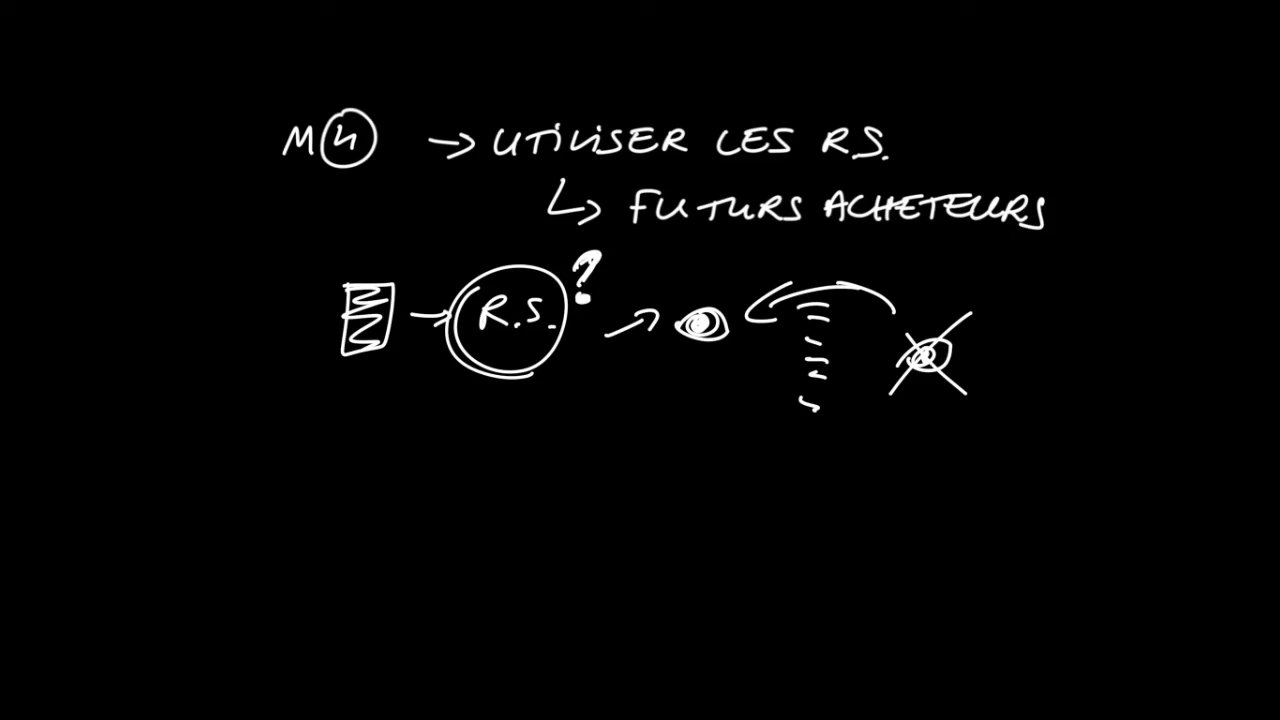 M4 → UTILISER LES R.S.
↳ FUTURS ACHETEURS
R.S. ?